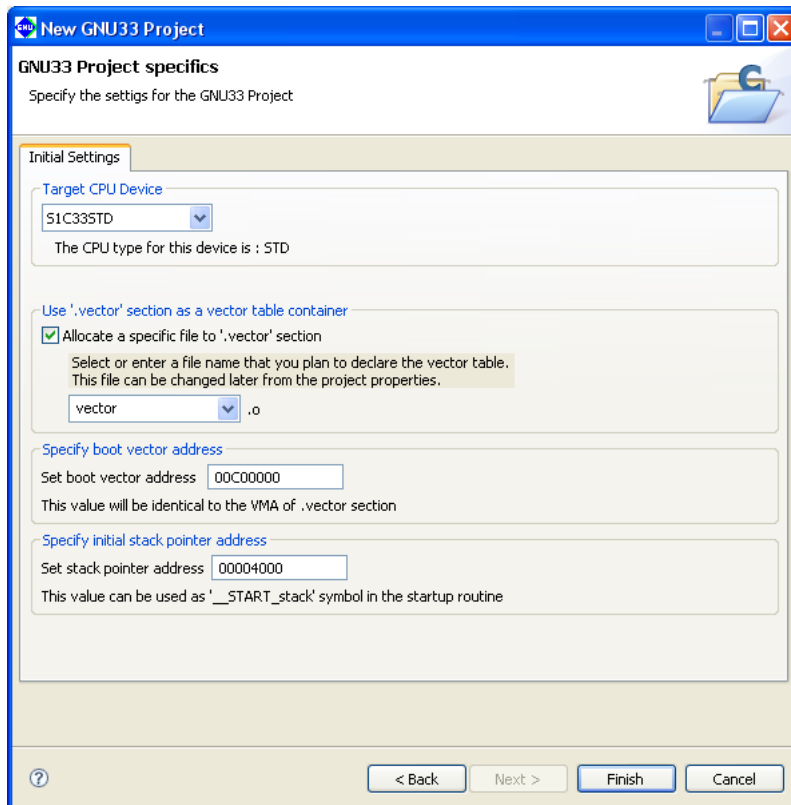 GNU New GNU33 Project
GNU33 Project specifics
Specify the settigs for the GNU33 Project
C
Initial Settings
Target CPU Device
S1C33STD
The CPU type for this device is : STD
Use '.vector' section as a vector table container
Allocate a specific file to '.vector' section
Select or enter a file name that you plan to declare the vector table.
This file can be changed later from the project properties.
vector .o
Specify boot vector address
Set boot vector address 00C00000
This value will be identical to the VMA of .vector section
Specify initial stack pointer address
Set stack pointer address 00004000
This value can be used as '__START_stack' symbol in the startup routine
? < Back Next > Finish Cancel